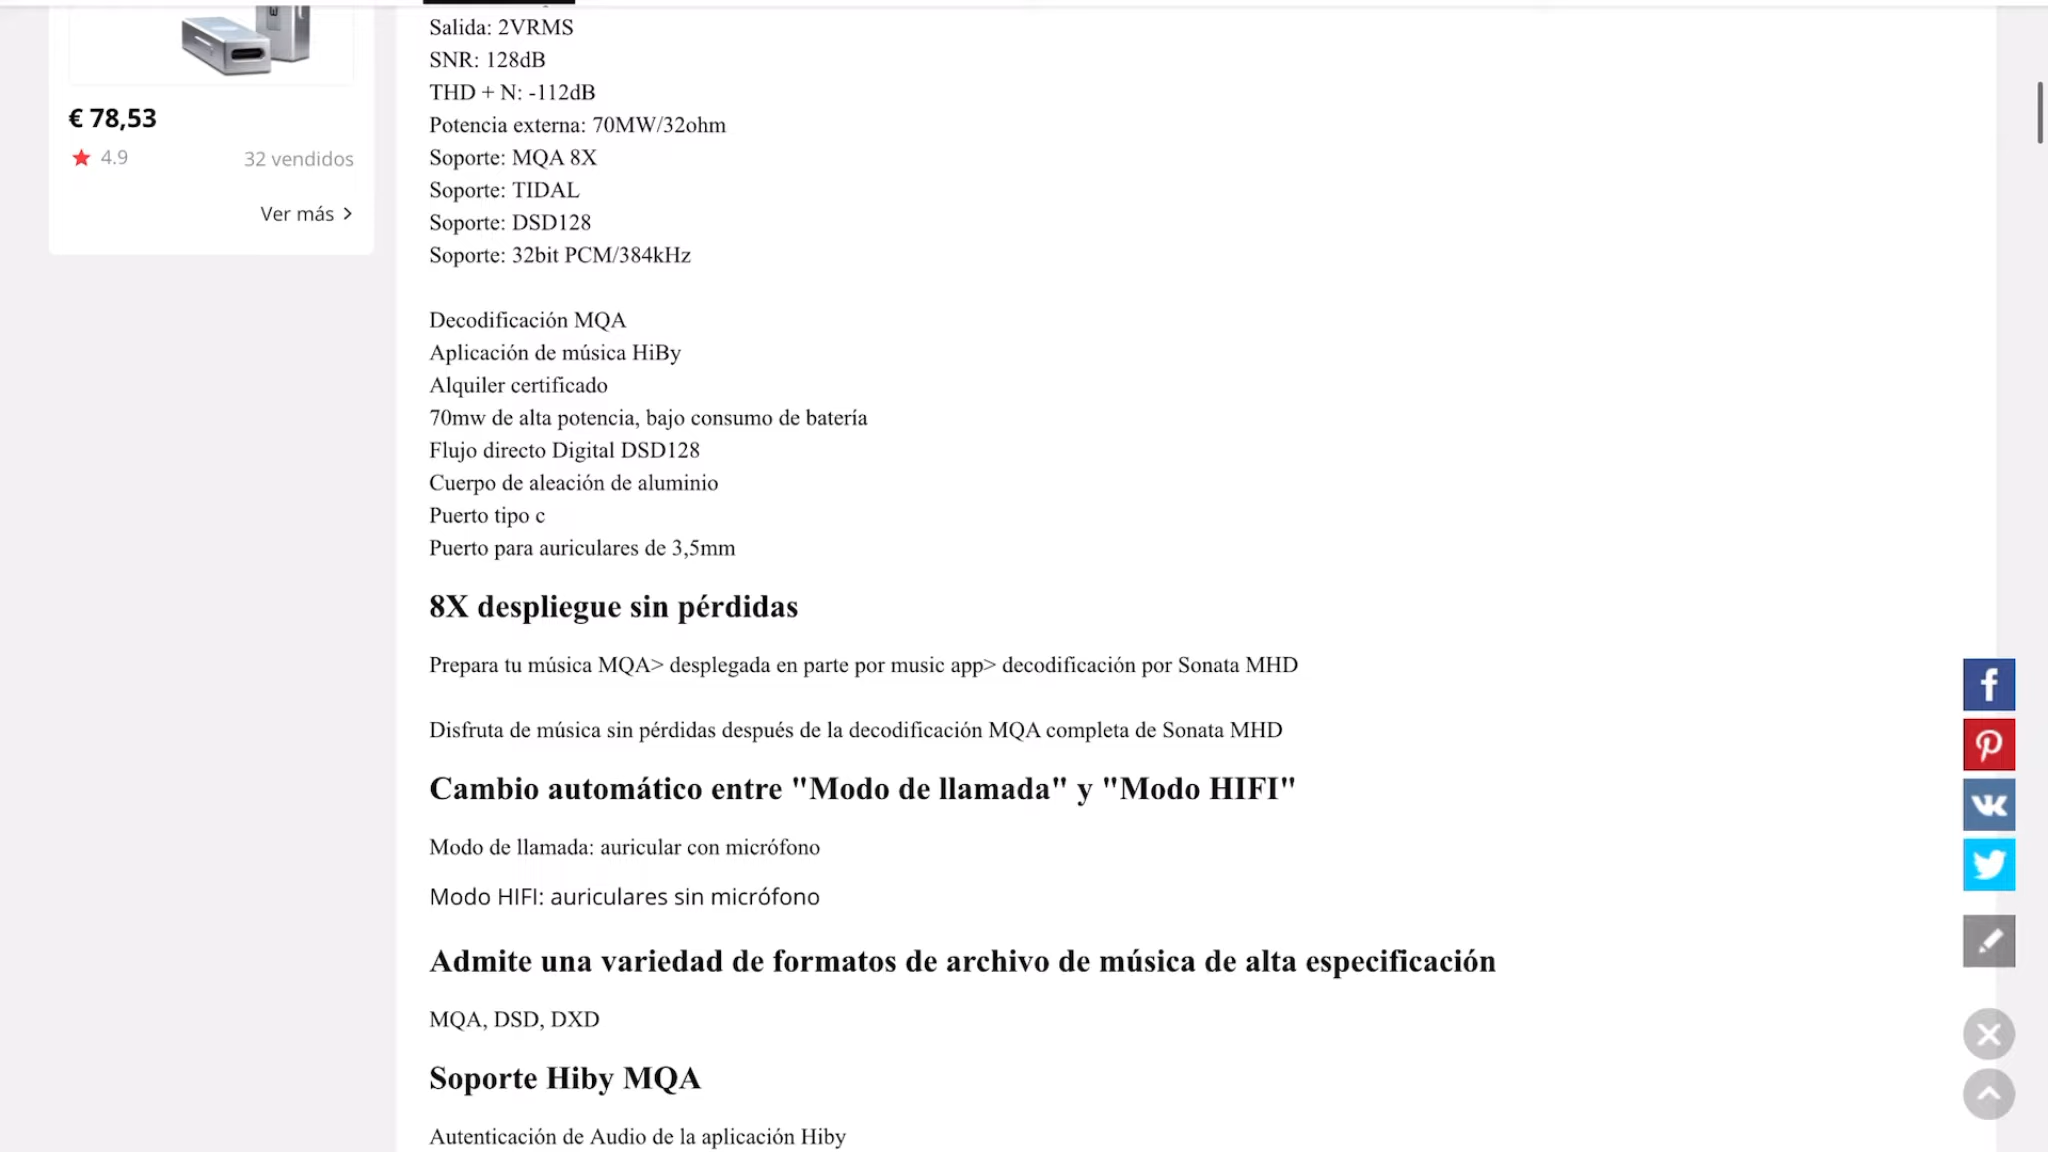 € 78,53
4.9
32 vendidos
Ver más
Salida: 2VRMS
SNR: 128dB
THD + N: -112dB
Potencia externa: 70MW/32ohm
Soporte: MQA 8X
Soporte: TIDAL
Soporte: DSD128
Soporte: 32bit PCM/384kHz
Decodificación MQA
Aplicación de música HiBy
Alquiler certificado
70mw de alta potencia, bajo consumo de batería
Flujo directo Digital DSD128
Cuerpo de aleación de aluminio
Puerto tipo c
Puerto para auriculares de 3,5mm
8X despliegue sin pérdidas
Prepara tu música MQA> desplegada en parte por music app> decodificación por Sonata MHD
Disfruta de música sin pérdidas después de la decodificación MQA completa de Sonata MHD
Cambio automático entre "Modo de llamada" y "Modo HIFI"
Modo de llamada: auricular con micrófono
Modo HIFI: auriculares sin micrófono
Admite una variedad de formatos de archivo de música de alta especificación
MQA, DSD, DXD
Soporte Hiby MQA
Autenticación de Audio de la aplicación Hiby